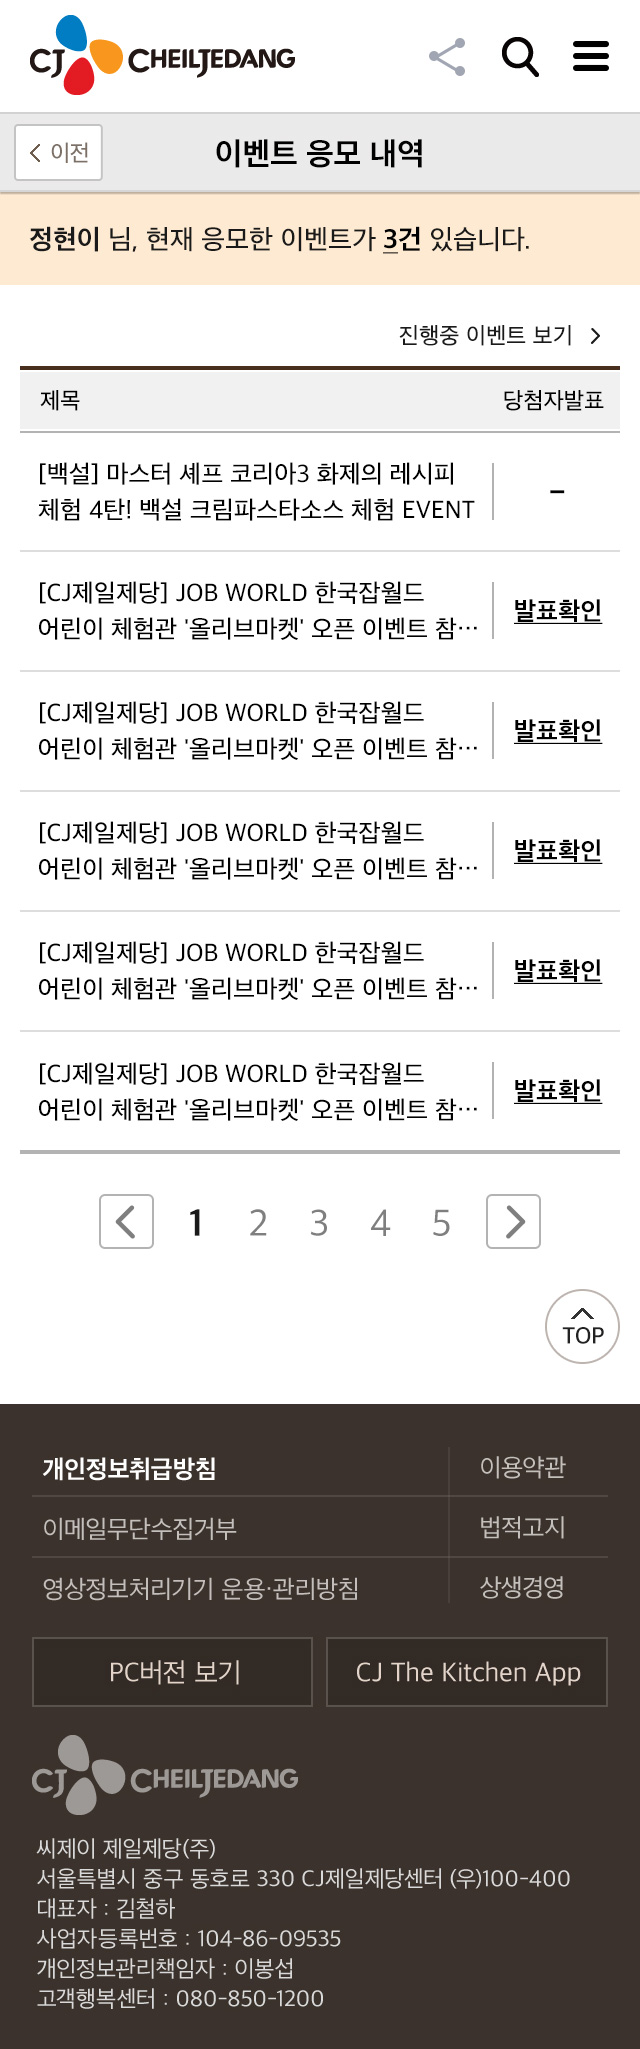 CJ CHEILJEDANG
이전
이벤트 응모 내역
정현이 님, 현재 응모한 이벤트가 3건 있습니다.
진행중 이벤트 보기
제목 당첨자발표
[백설] 마스터 셰프 코리아3 화제의 레시피
체험 4탄! 백설 크림파스타소스 체험 EVENT
–
[CJ제일제당] JOB WORLD 한국잡월드
어린이 체험관 '올리브마켓' 오픈 이벤트 참…
발표확인
[CJ제일제당] JOB WORLD 한국잡월드
어린이 체험관 '올리브마켓' 오픈 이벤트 참…
발표확인
[CJ제일제당] JOB WORLD 한국잡월드
어린이 체험관 '올리브마켓' 오픈 이벤트 참…
발표확인
[CJ제일제당] JOB WORLD 한국잡월드
어린이 체험관 '올리브마켓' 오픈 이벤트 참…
발표확인
[CJ제일제당] JOB WORLD 한국잡월드
어린이 체험관 '올리브마켓' 오픈 이벤트 참…
발표확인
1 2 3 4 5
TOP
개인정보취급방침 이용약관
이메일무단수집거부 법적고지
영상정보처리기기 운용·관리방침 상생경영
PC버전 보기 CJ The Kitchen App
CJ CHEILJEDANG
씨제이 제일제당(주)
서울특별시 중구 동호로 330 CJ제일제당센터 (우)100-400
대표자 : 김철하
사업자등록번호 : 104-86-09535
개인정보관리책임자 : 이봉섭
고객행복센터 : 080-850-1200